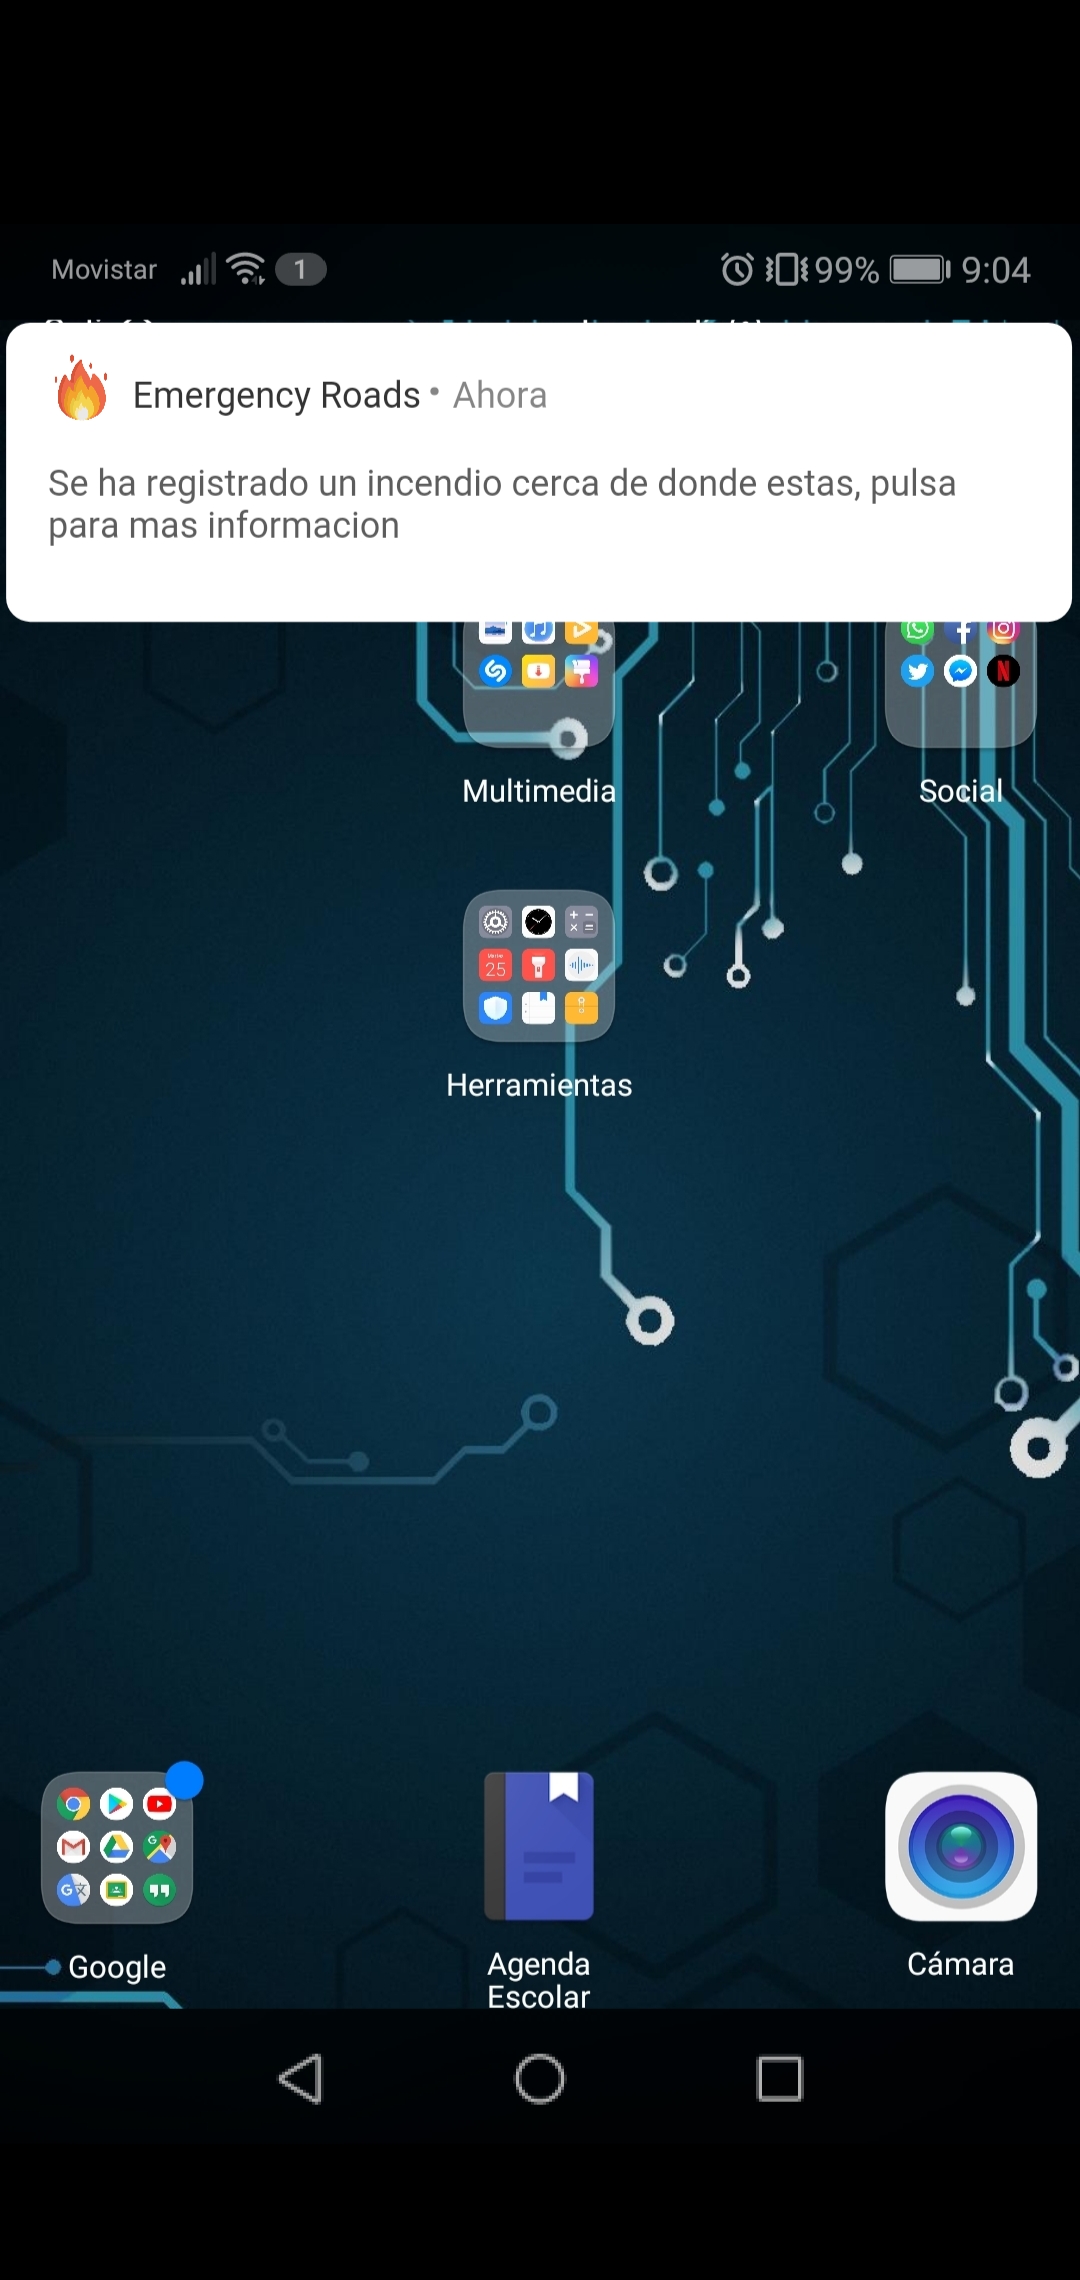 Movistar 1 99% 9:04
Emergency Roads • Ahora
Se ha registrado un incendio cerca de donde estas, pulsa
para mas informacion
Multimedia Social
25
Herramientas
Google Agenda Escolar Cámara